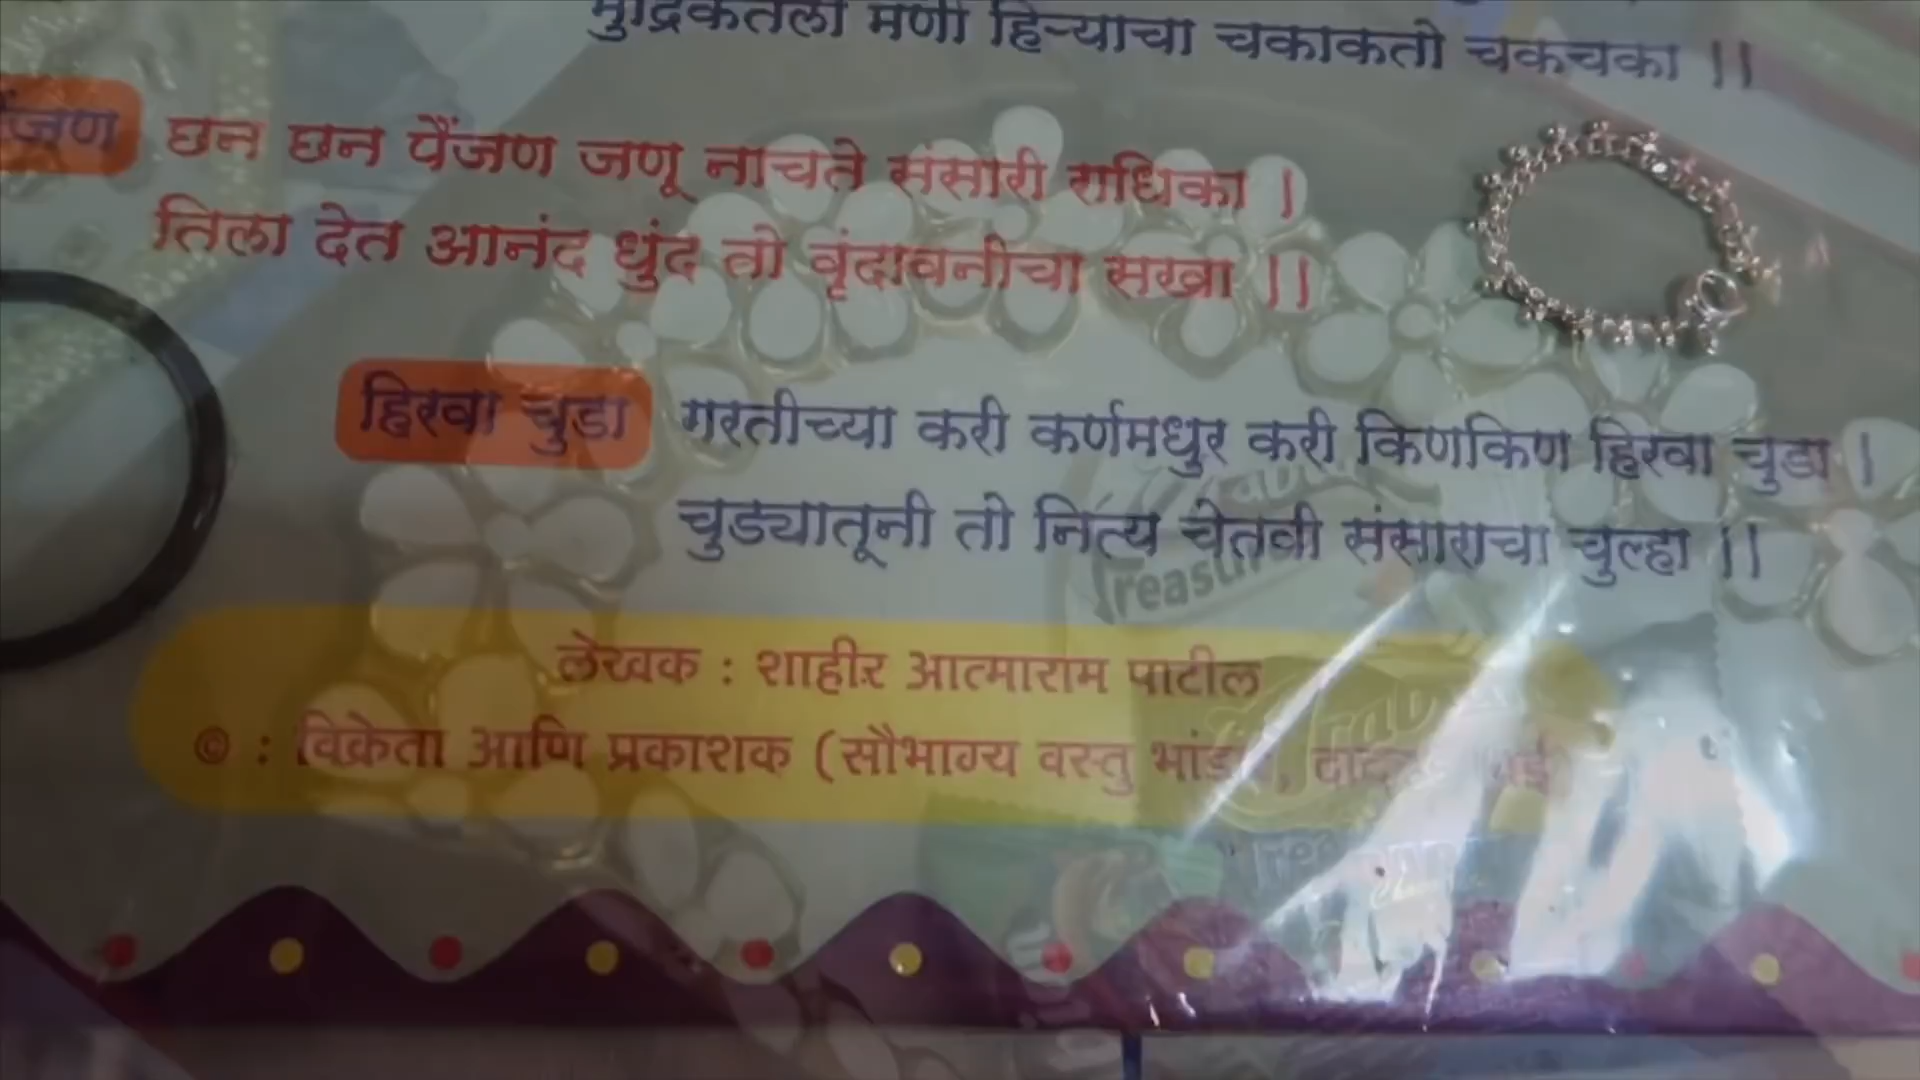 मुद्रिकेतला मणी हिऱ्याचा चकाकतो चकचका ||
पैंजण छन छन पैंजण जणू नाचते संसारी राधिका |
तिला देत आनंद धुंद तो वृंदावनीचा सखा ||
हिरवा चुडा गरतीच्या करी कर्णमधुर करी किणकिण हिरवा चुडा |
चुड्यातूनी तो नित्य चेतवी संसाराचा चुल्हा ||
लेखक : शाहीर आत्माराम पाटील
© : विक्रेता आणि प्रकाशक (सौभाग्य वस्तु
Treasure